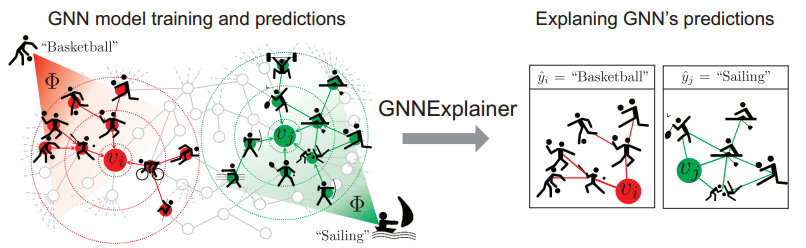 GNN model training and predictions
Explaning GNN's predictions
"Basketball"
Φ
v_i
v_j
Φ
"Sailing"
GNNExplainer
ŷ_i = "Basketball"
ŷ_j = "Sailing"
v_i
v_j